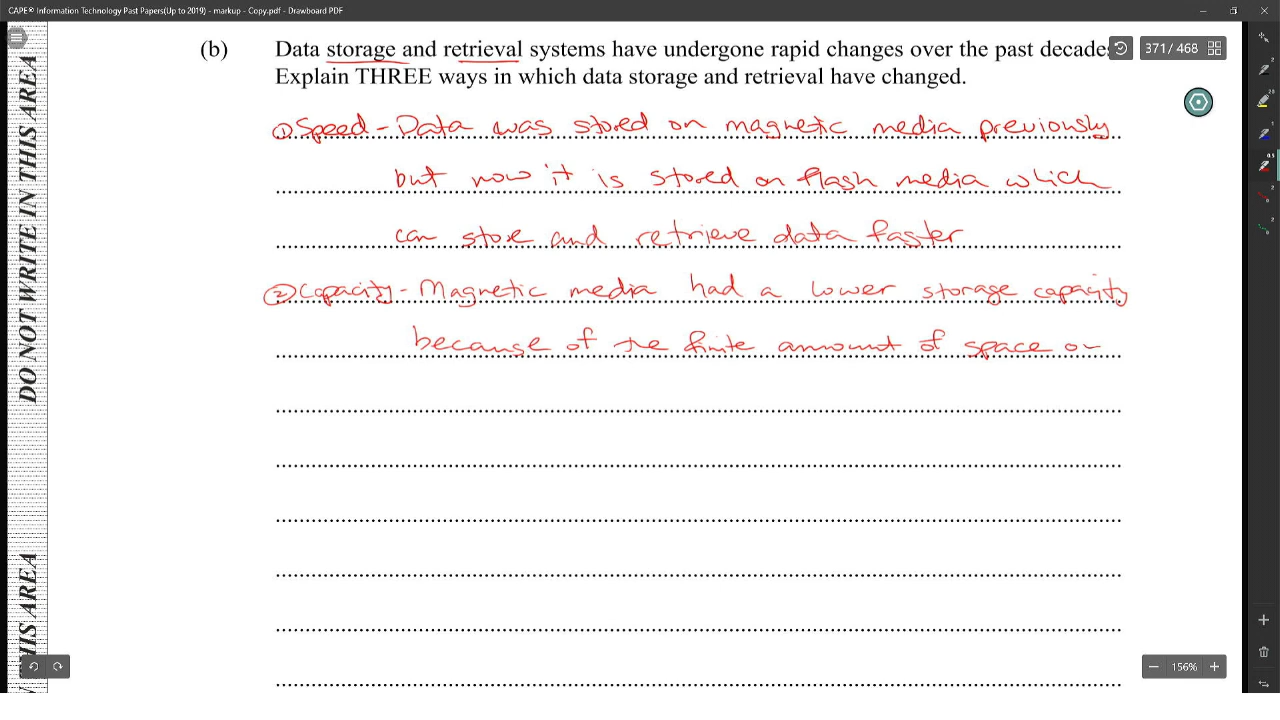 CAPE® Information Technology Past Papers(Up to 2019) - markup - Copy.pdf - Drawboard PDF
371/ 468
(b) Data storage and retrieval systems have undergone rapid changes over the past decade
Explain THREE ways in which data storage and retrieval have changed.
① Speed - Data was stored on magnetic media previously
but now it is stored on flash media which
can store and retrieve data faster
② Capacity - Magnetic media had a lower storage capacity
because of the finite amount of space on
DO NOT WRITE IN THIS AREA
HIS AREA
156%